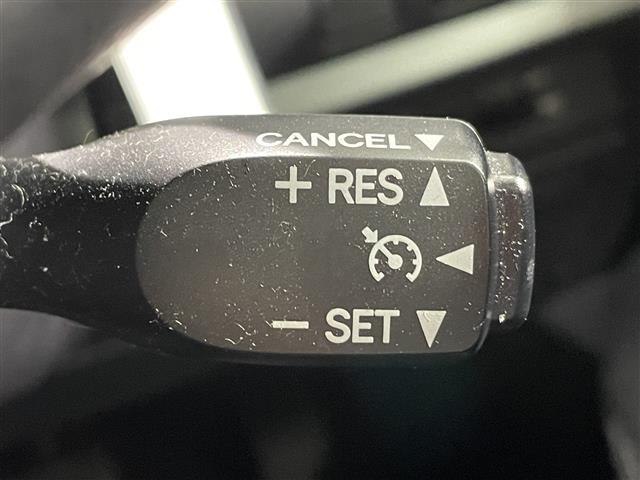 CANCEL ▼
+ RES ▲
◀
− SET ▼